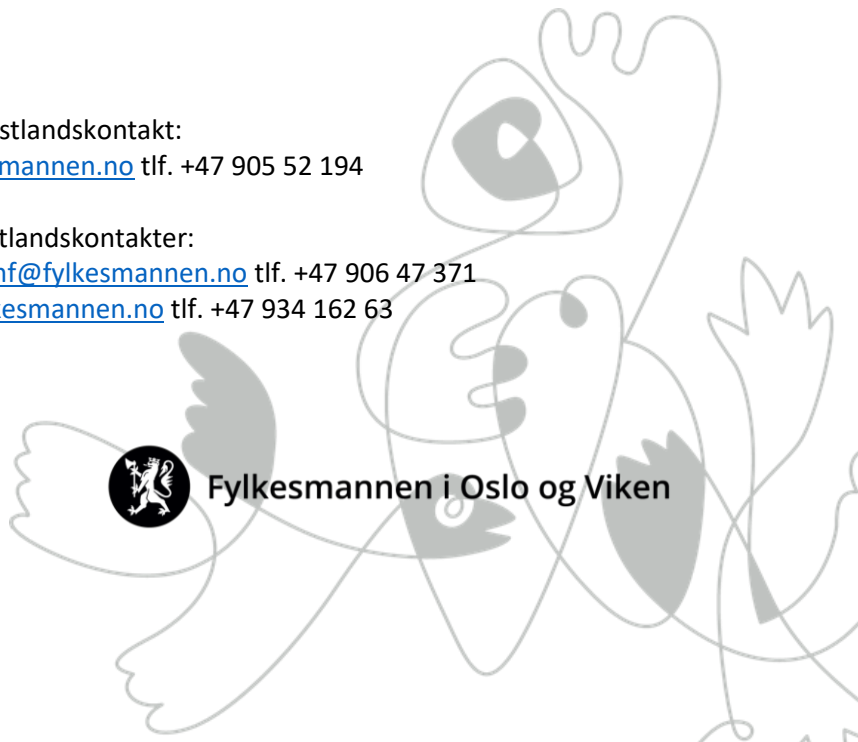 stlandskontakt:
mannen.no tlf. +47 905 52 194
tlandskontakter:
nf@fylkesmannen.no tlf. +47 906 47 371
esmannen.no tlf. +47 934 162 63
Fylkesmannen i Oslo og Viken